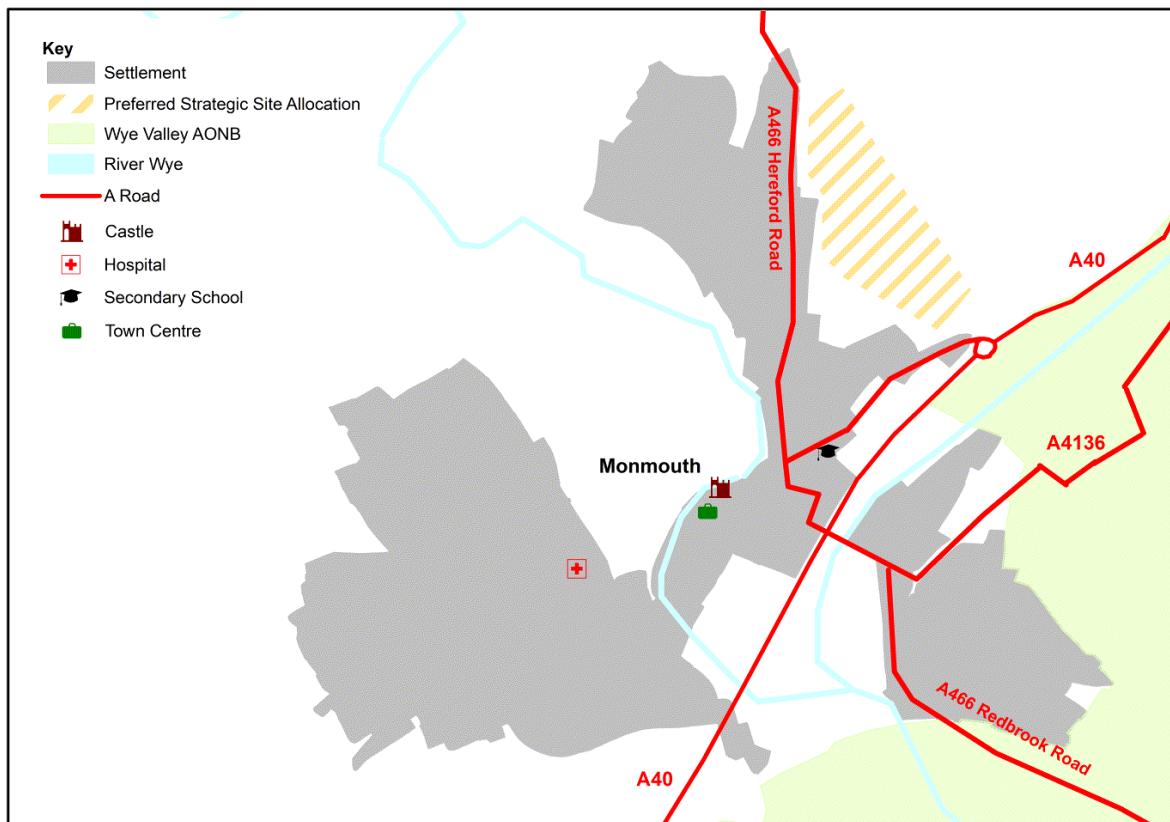 Key
Settlement
Preferred Strategic Site Allocation
Wye Valley AONB
River Wye
A Road
Castle
Hospital
Secondary School
Town Centre
A466 Hereford Road
A40
A4136
Monmouth
A466 Redbrook Road
A40